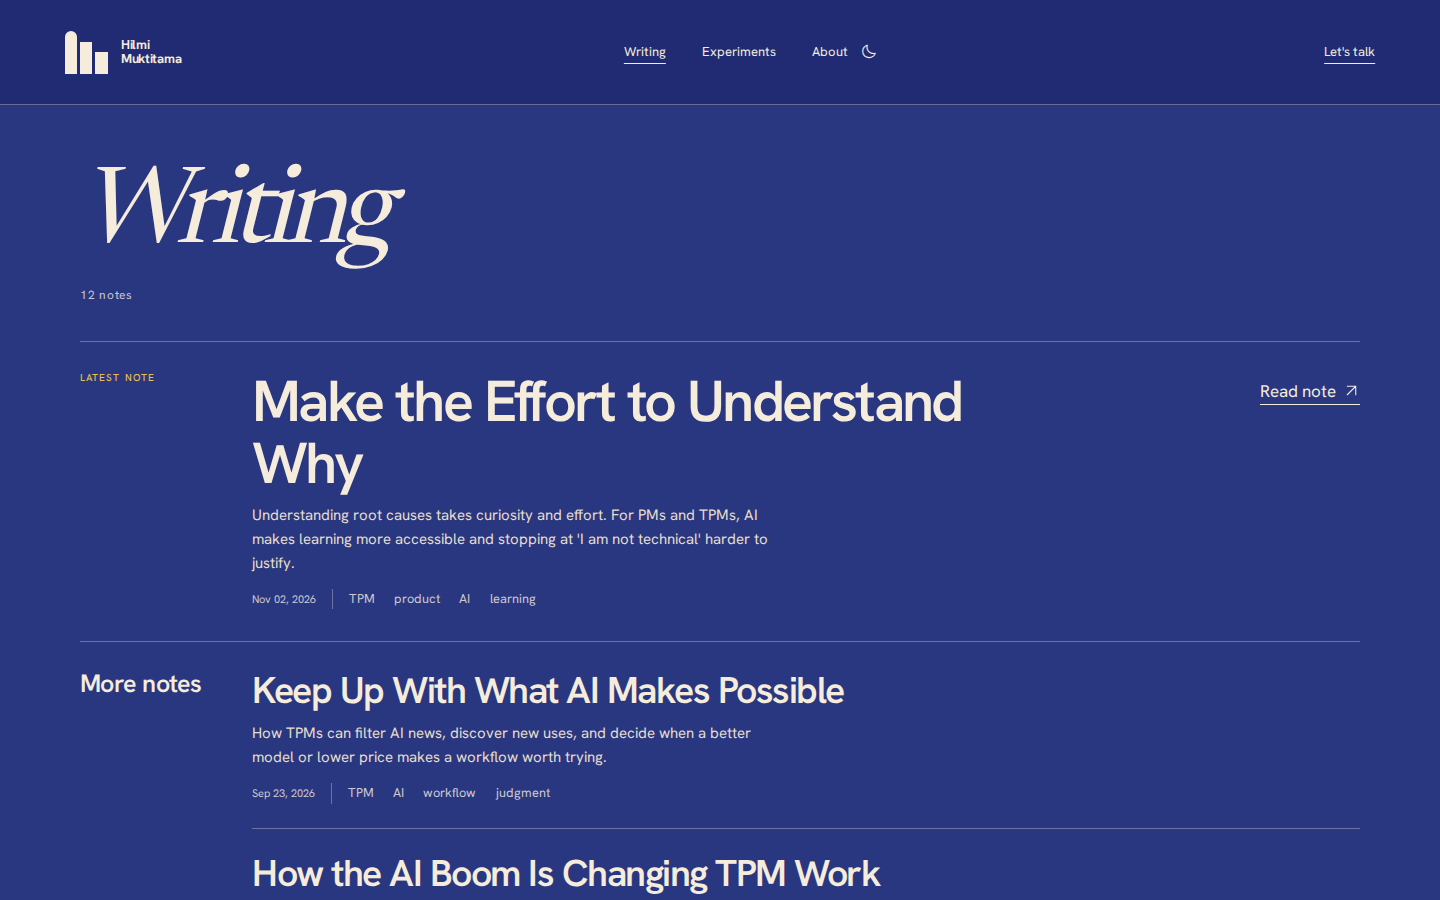 Hilmi
Muktitama
Writing
Experiments
About
Let's talk
Writing
12 notes
LATEST NOTE
Make the Effort to Understand
Why
Read note
Understanding root causes takes curiosity and effort. For PMs and TPMs, AI
makes learning more accessible and stopping at 'I am not technical' harder to
justify.
Nov 02, 2026 TPM product AI learning
More notes
Keep Up With What AI Makes Possible
How TPMs can filter AI news, discover new uses, and decide when a better
model or lower price makes a workflow worth trying.
Sep 23, 2026 TPM AI workflow judgment
How the AI Boom Is Changing TPM Work